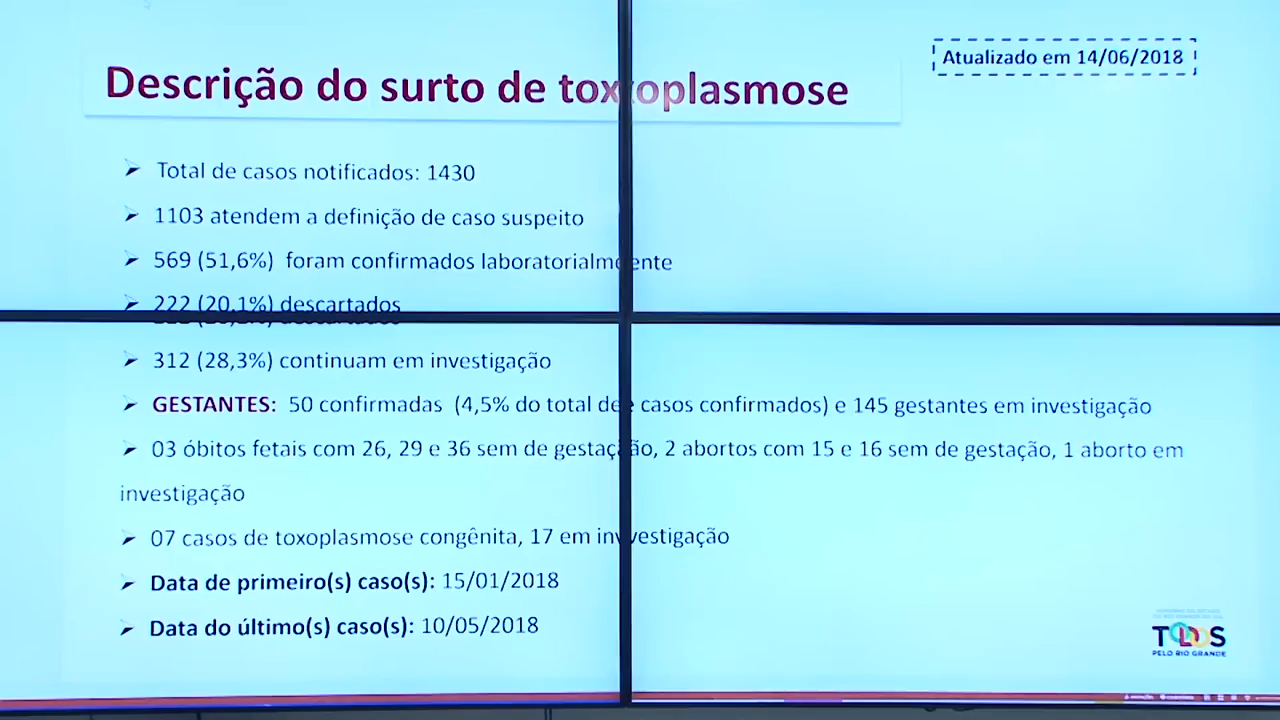 Atualizado em 14/06/2018
Descrição do surto de toxoplasmose
Total de casos notificados: 1430
1103 atendem a definição de caso suspeito
569 (51,6%) foram confirmados laboratorialmente
222 (20,1%) descartados
312 (28,3%) continuam em investigação
GESTANTES: 50 confirmadas (4,5% do total de casos confirmados) e 145 gestantes em investigação
03 óbitos fetais com 26, 29 e 36 sem de gestação, 2 abortos com 15 e 16 sem de gestação, 1 aborto em
investigação
07 casos de toxoplasmose congênita, 17 em investigação
Data de primeiro(s) caso(s): 15/01/2018
Data do último(s) caso(s): 10/05/2018
TODOS
PELO RIO GRANDE